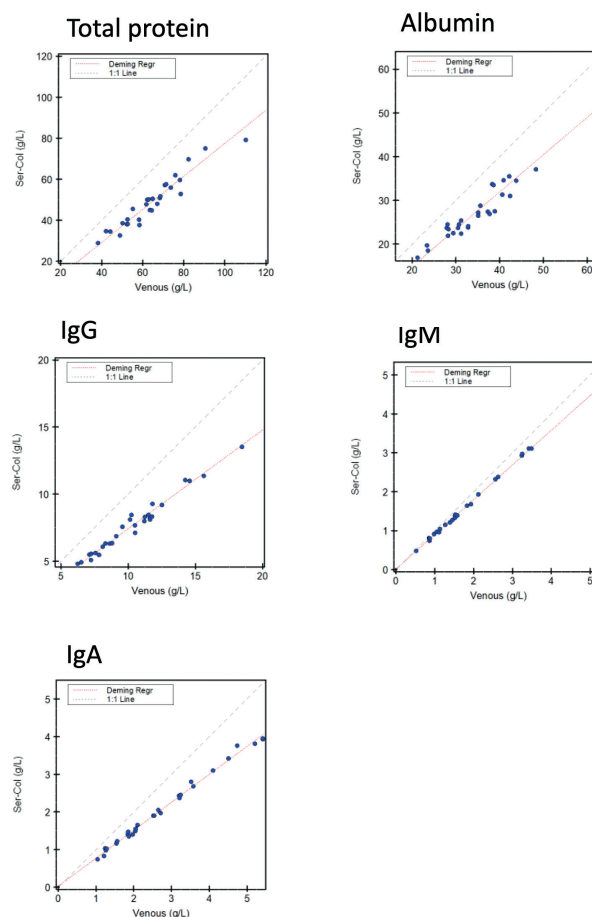 Total protein
Deming Regr
1:1 Line
120
100
80
60
40
20
Ser-Col (g/L)
20 40 60 80 100 120
Venous (g/L)
Albumin
Deming Regr
1:1 Line
60
50
40
30
20
Ser-Col (g/L)
20 30 40 50 60
Venous (g/L)
IgG
Deming Regr
1:1 Line
20
15
10
5
Ser-Col (g/L)
5 10 15 20
Venous (g/L)
IgM
Deming Regr
1:1 Line
5
4
3
2
1
0
Ser-Col (g/L)
0 1 2 3 4 5
Venous (g/L)
IgA
Deming Regr
1:1 Line
5
4
3
2
1
0
Ser-Col (g/L)
0 1 2 3 4 5
Venous (g/L)